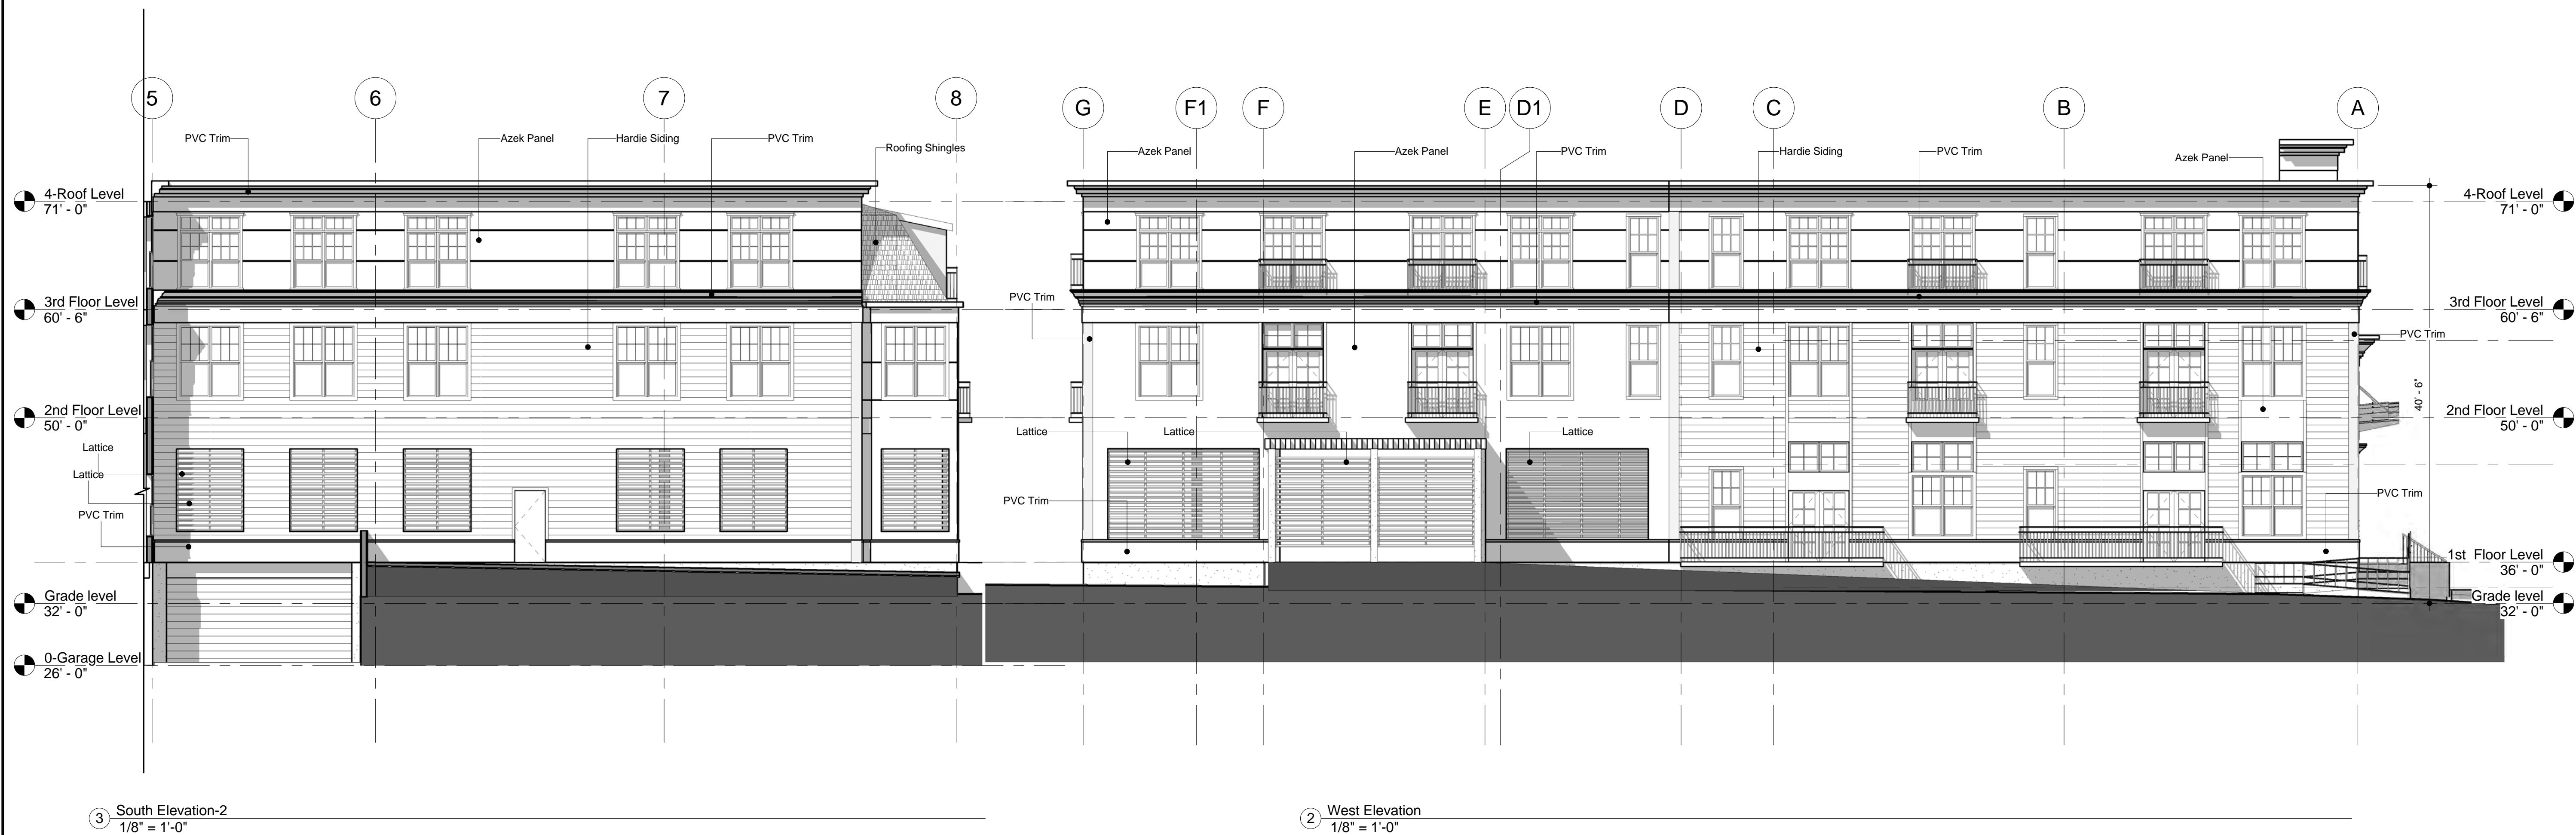 5
6
7
8
G
F1
F
E
D1
D
C
B
A
PVC Trim
Azek Panel
Hardie Siding
PVC Trim
Roofing Shingles
Azek Panel
Azek Panel
PVC Trim
Hardie Siding
PVC Trim
Azek Panel
4-Roof Level
71' - 0"
4-Roof Level
71' - 0"
3rd Floor Level
60' - 6"
PVC Trim
3rd Floor Level
60' - 6"
PVC Trim
40' - 6"
2nd Floor Level
50' - 0"
2nd Floor Level
50' - 0"
Lattice
Lattice
Lattice
Lattice
Lattice
PVC Trim
PVC Trim
PVC Trim
1st Floor Level
36' - 0"
Grade level
32' - 0"
Grade level
32' - 0"
0-Garage Level
26' - 0"
3
South Elevation-2
1/8" = 1'-0"
2
West Elevation
1/8" = 1'-0"